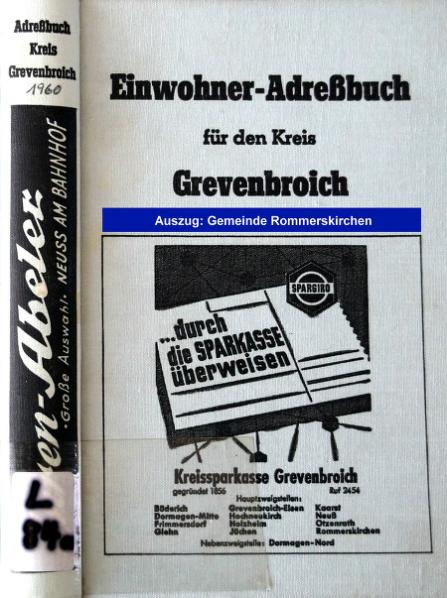 Adreßbuch
Kreis
Grevenbroich
1960
en-Abeler
·Große Auswahl· NEUSS AM BAHNHOF
L
84a
Einwohner-Adreßbuch
für den Kreis
Grevenbroich
Auszug: Gemeinde Rommerskirchen
SPARGIRO
...durch
die SPARKASSE
überweisen
Kreissparkasse Grevenbroich
gegründet 1856 Ruf 2454
Hauptzweigstellen:
Büderich Grevenbroich-Elsen Kaarst
Dormagen-Mitte Hochneukirch Neuß
Frimmersdorf Holzheim Otzenrath
Glehn Jüchen Rommerskirchen
Nebenzweigstelle: Dormagen-Nord